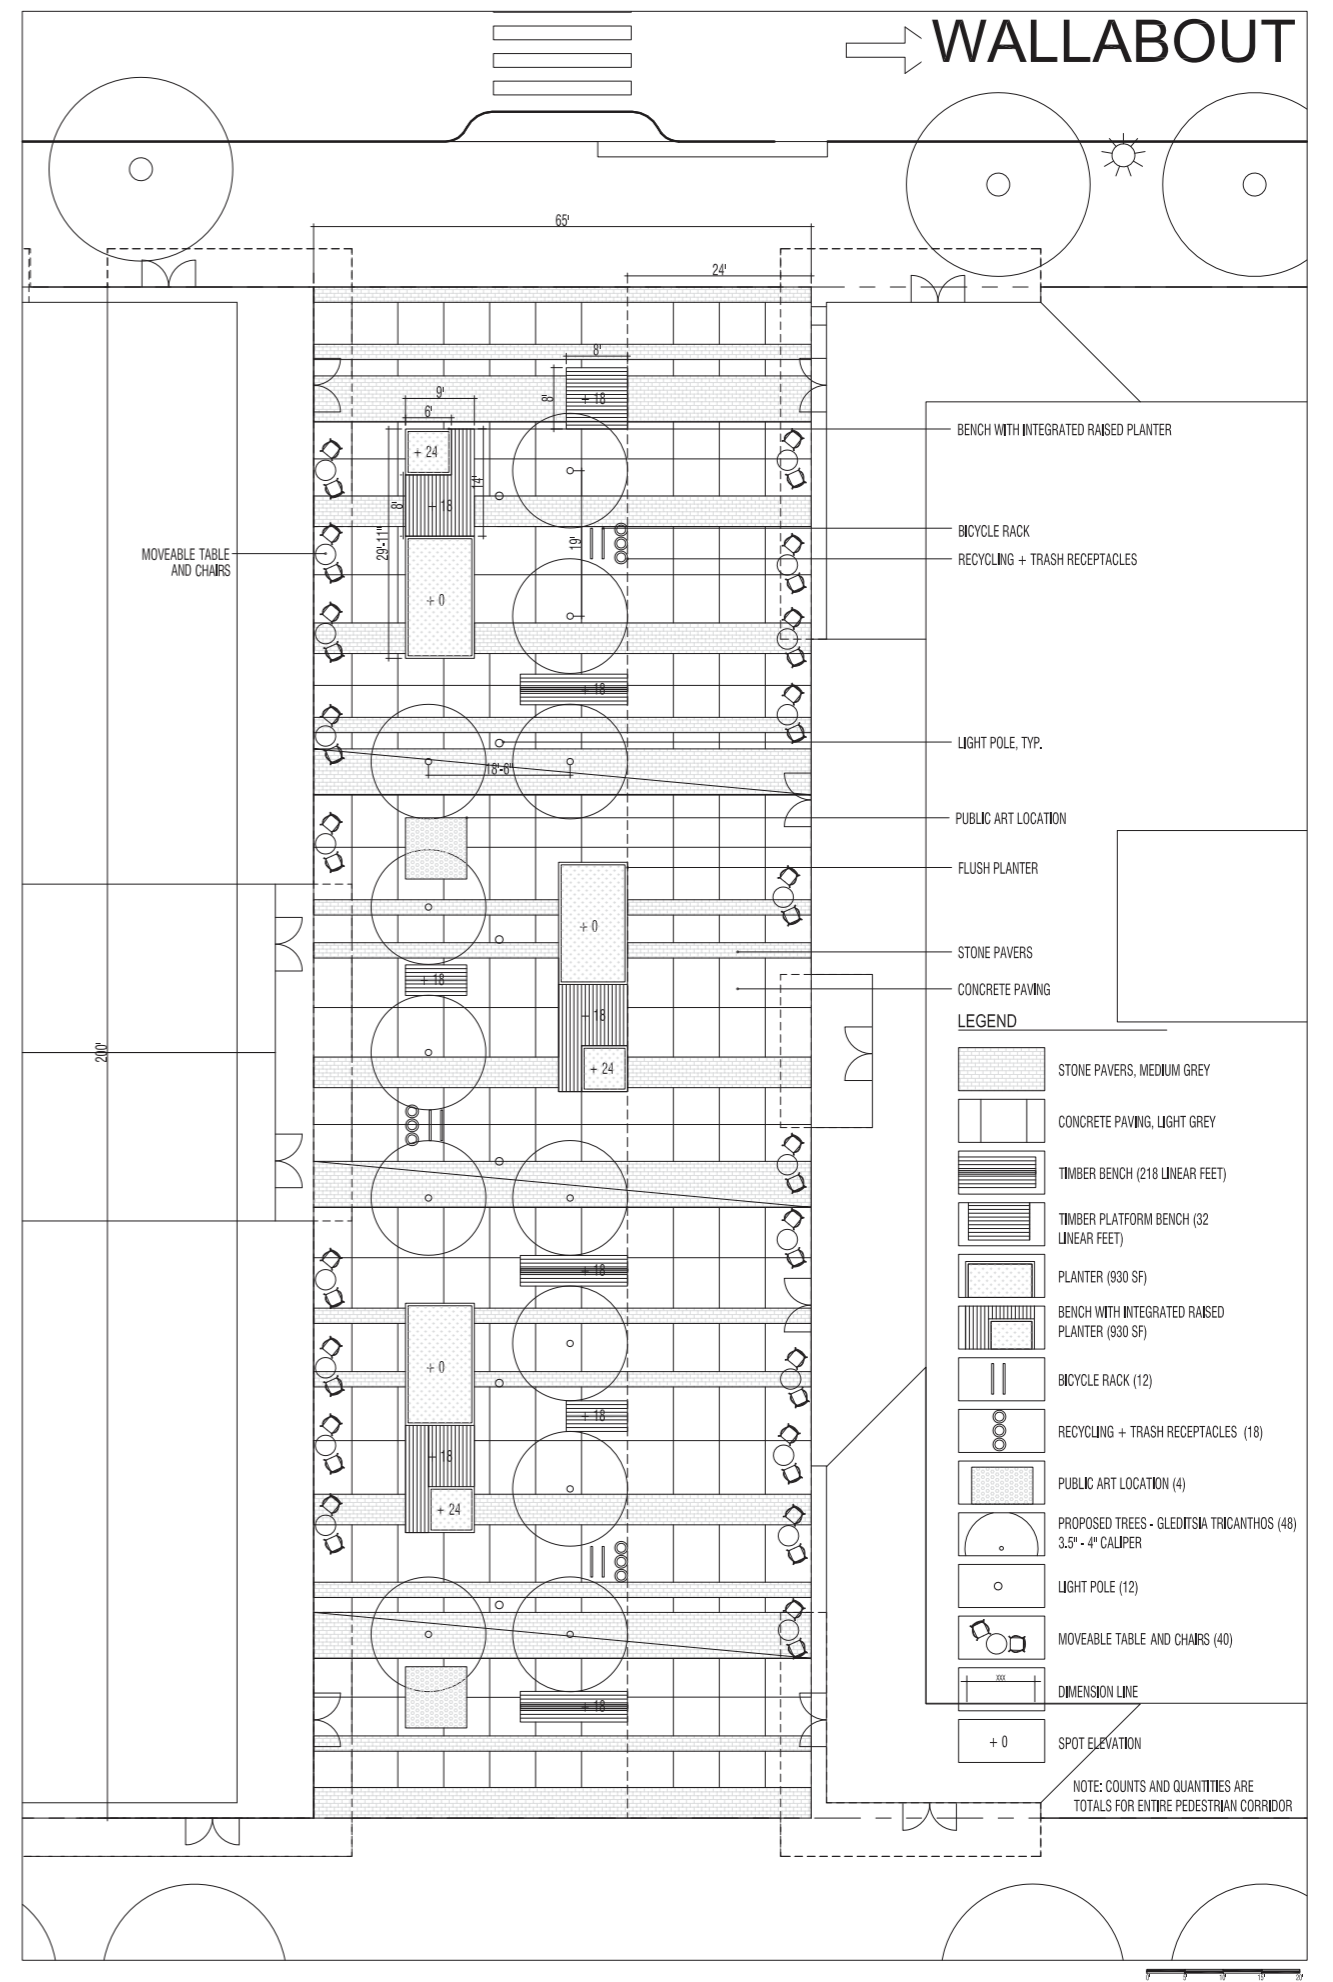 WALLABOUT
65'
24'
8'
8'
+ 18
9'
6'
+ 24
14'
8'
+ 18
29'-11"
19'
+ 0
BENCH WITH INTEGRATED RAISED PLANTER
BICYCLE RACK
RECYCLING + TRASH RECEPTACLES
MOVEABLE TABLE
AND CHAIRS
+ 18
LIGHT POLE, TYP.
18'-6"
PUBLIC ART LOCATION
FLUSH PLANTER
+ 0
STONE PAVERS
+ 18
CONCRETE PAVING
+ 18
200'
+ 24
+ 18
+ 0
+ 18
+ 18
+ 24
+ 18
LEGEND
STONE PAVERS, MEDIUM GREY
CONCRETE PAVING, LIGHT GREY
TIMBER BENCH (218 LINEAR FEET)
TIMBER PLATFORM BENCH (32
LINEAR FEET)
PLANTER (930 SF)
BENCH WITH INTEGRATED RAISED
PLANTER (930 SF)
BICYCLE RACK (12)
RECYCLING + TRASH RECEPTACLES (18)
PUBLIC ART LOCATION (4)
PROPOSED TREES - GLEDITSIA TRICANTHOS (48)
3.5" - 4" CALIPER
LIGHT POLE (12)
MOVEABLE TABLE AND CHAIRS (40)
XXX
DIMENSION LINE
+ 0
SPOT ELEVATION
NOTE: COUNTS AND QUANTITIES ARE
TOTALS FOR ENTIRE PEDESTRIAN CORRIDOR
0' 5' 10' 15' 20'